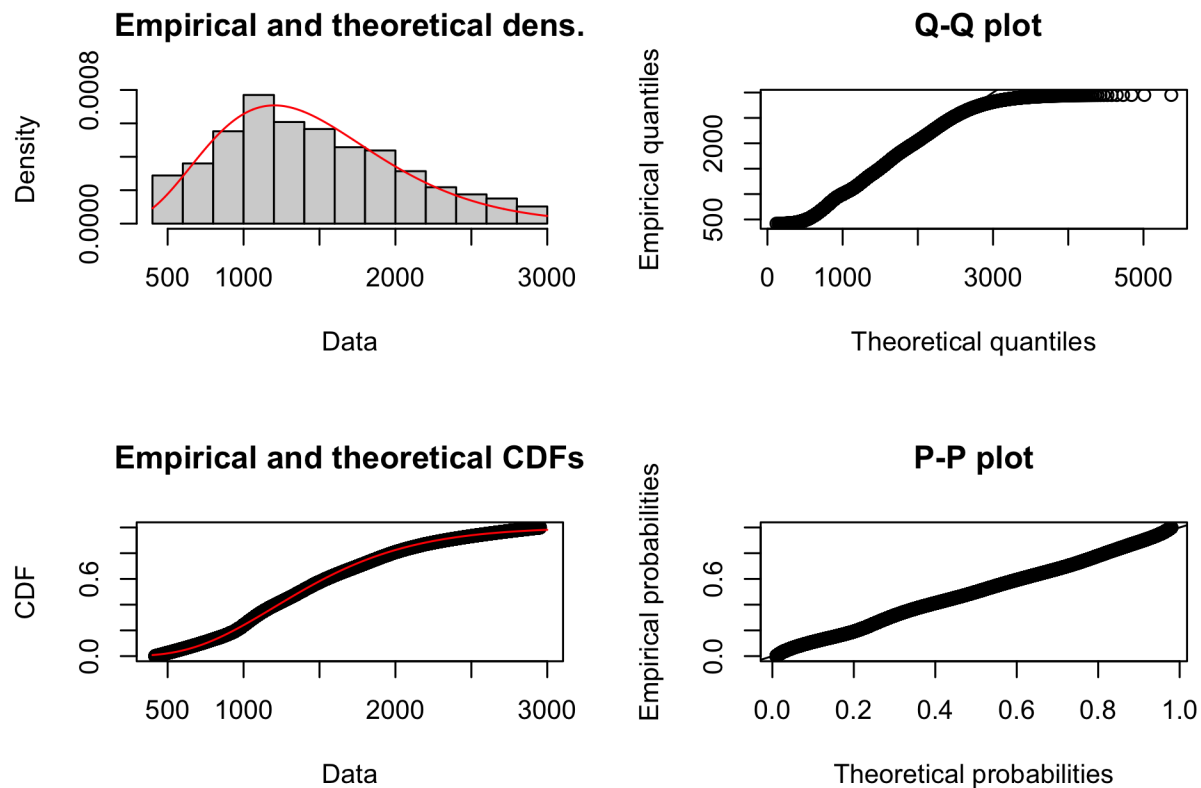 Empirical and theoretical dens.
Density
0.0000 0.0008
500 1000 2000 3000
Data
Q-Q plot
Empirical quantiles
500 2000
0 1000 3000 5000
Theoretical quantiles
Empirical and theoretical CDFs
CDF
0.0 0.6
500 1000 2000 3000
Data
P-P plot
Empirical probabilities
0.0 0.6
0.0 0.2 0.4 0.6 0.8 1.0
Theoretical probabilities